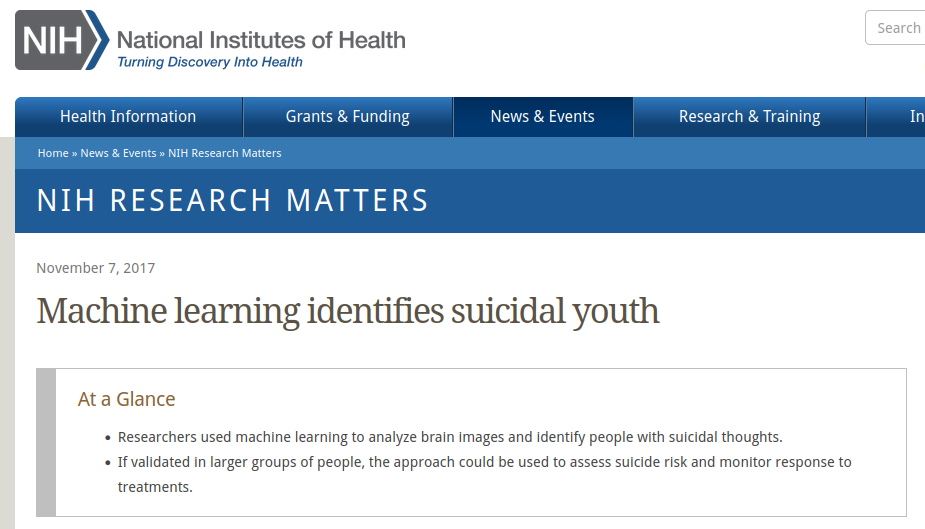 NIH National Institutes of Health
Turning Discovery Into Health
Search
Health Information Grants & Funding News & Events Research & Training In
Home » News & Events » NIH Research Matters
NIH RESEARCH MATTERS
November 7, 2017
Machine learning identifies suicidal youth
At a Glance
• Researchers used machine learning to analyze brain images and identify people with suicidal thoughts.
• If validated in larger groups of people, the approach could be used to assess suicide risk and monitor response to
treatments.